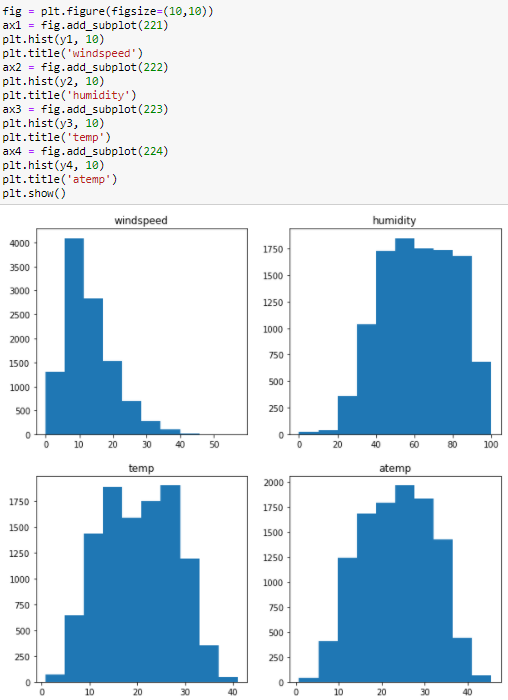 fig = plt.figure(figsize=(10,10))
ax1 = fig.add_subplot(221)
plt.hist(y1, 10)
plt.title('windspeed')
ax2 = fig.add_subplot(222)
plt.hist(y2, 10)
plt.title('humidity')
ax3 = fig.add_subplot(223)
plt.hist(y3, 10)
plt.title('temp')
ax4 = fig.add_subplot(224)
plt.hist(y4, 10)
plt.title('atemp')
plt.show()
windspeed
4000
3500
3000
2500
2000
1500
1000
500
0
0 10 20 30 40 50
humidity
1750
1500
1250
1000
750
500
250
0
0 20 40 60 80 100
temp
1750
1500
1250
1000
750
500
250
0
0 10 20 30 40
atemp
2000
1750
1500
1250
1000
750
500
250
0
0 10 20 30 40